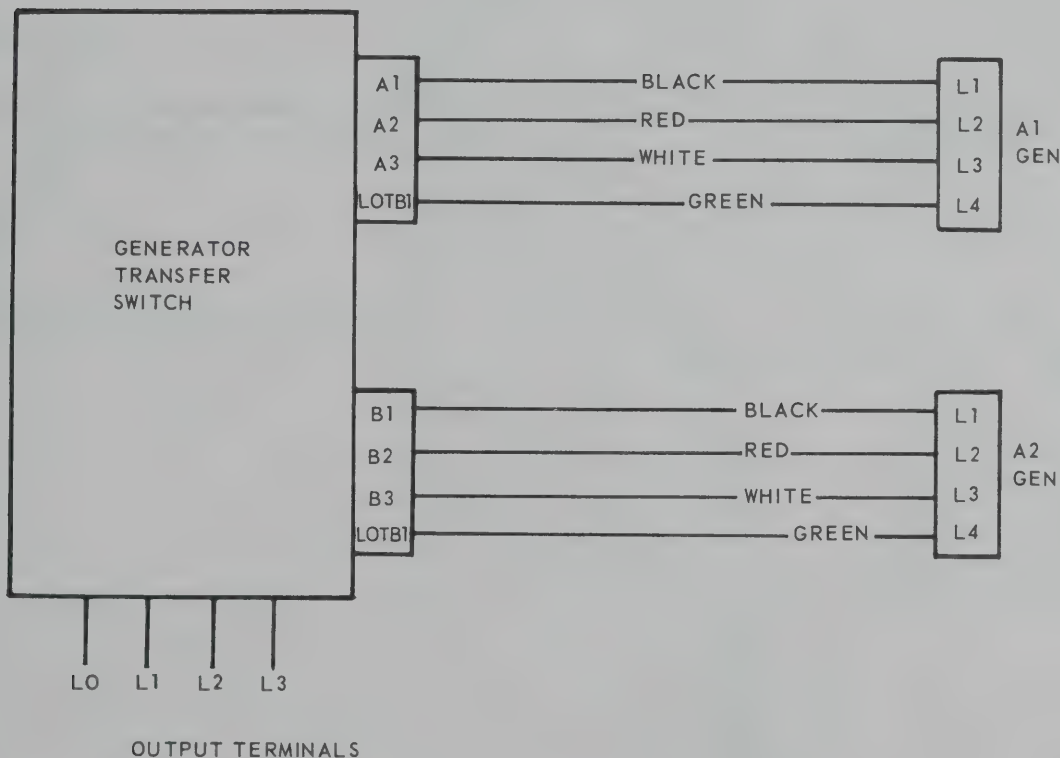 A1 BLACK L1
A2 RED L2 A1
A3 WHITE L3 GEN
LOTB1 GREEN L4
GENERATOR
TRANSFER
SWITCH
B1 BLACK L1
B2 RED L2 A2
B3 WHITE L3 GEN
LOTB1 GREEN L4
LO L1 L2 L3
OUTPUT TERMINALS